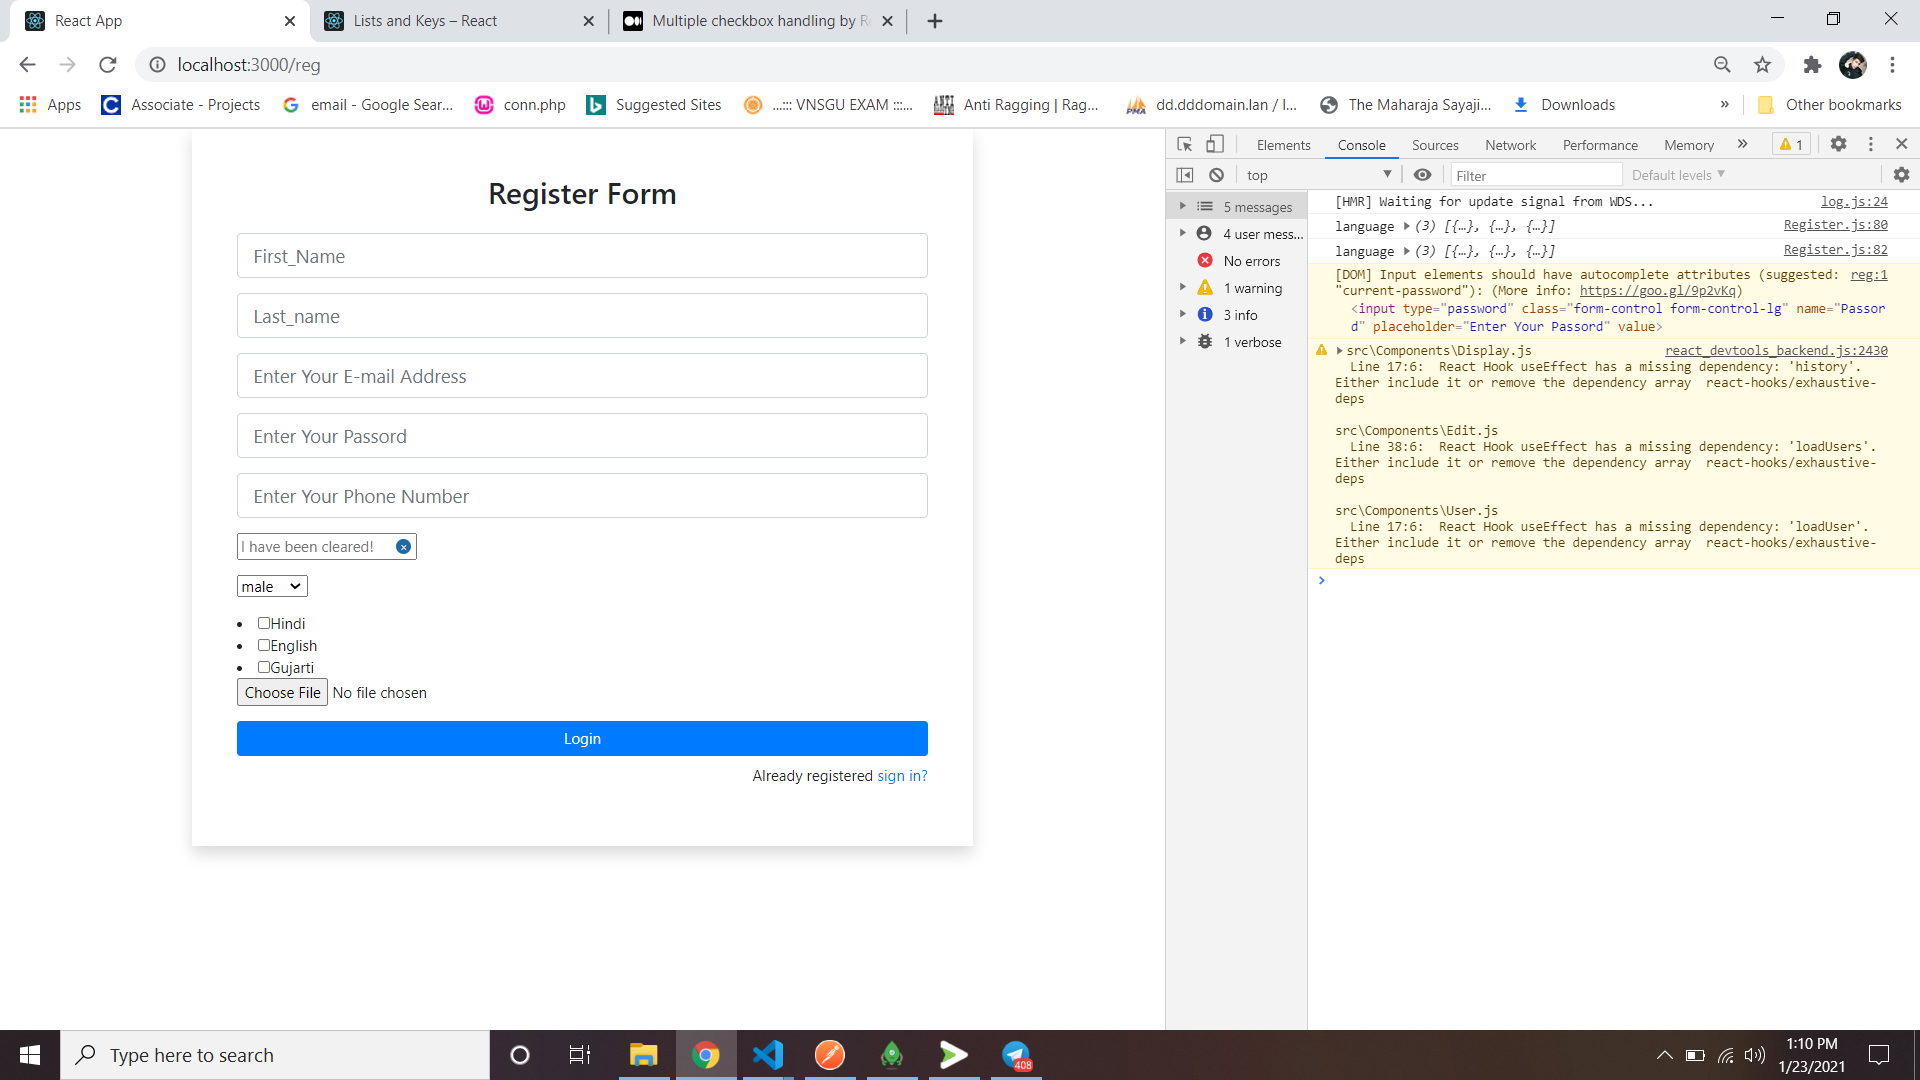 React App
Lists and Keys – React
Multiple checkbox handling by R
localhost:3000/reg
Apps
Associate - Projects
email - Google Sear...
conn.php
Suggested Sites
..::: VNSGU EXAM :::...
Anti Ragging | Rag...
dd.dddomain.lan / l...
The Maharaja Sayaji...
Downloads
»
Other bookmarks
Register Form
First_Name
Last_name
Enter Your E-mail Address
Enter Your Passord
Enter Your Phone Number
I have been cleared!
male
Hindi
English
Gujarti
Choose File No file chosen
Login
Already registered sign in?
Elements
Console
Sources
Network
Performance
Memory
»
1
top
Filter
Default levels
5 messages
4 user mess...
No errors
1 warning
3 info
1 verbose
[HMR] Waiting for update signal from WDS... log.js:24
language (3) [{…}, {…}, {…}] Register.js:80
language (3) [{…}, {…}, {…}] Register.js:82
[DOM] Input elements should have autocomplete attributes (suggested: reg:1
"current-password"): (More info: https://goo.gl/9p2vKq)
<input type="password" class="form-control form-control-lg" name="Passor
d" placeholder="Enter Your Passord" value>
src\Components\Display.js react_devtools_backend.js:2430
Line 17:6: React Hook useEffect has a missing dependency: 'history'.
Either include it or remove the dependency array react-hooks/exhaustive-
deps
src\Components\Edit.js
Line 38:6: React Hook useEffect has a missing dependency: 'loadUsers'.
Either include it or remove the dependency array react-hooks/exhaustive-
deps
src\Components\User.js
Line 17:6: React Hook useEffect has a missing dependency: 'loadUser'.
Either include it or remove the dependency array react-hooks/exhaustive-
deps
Type here to search
408
1:10 PM
1/23/2021